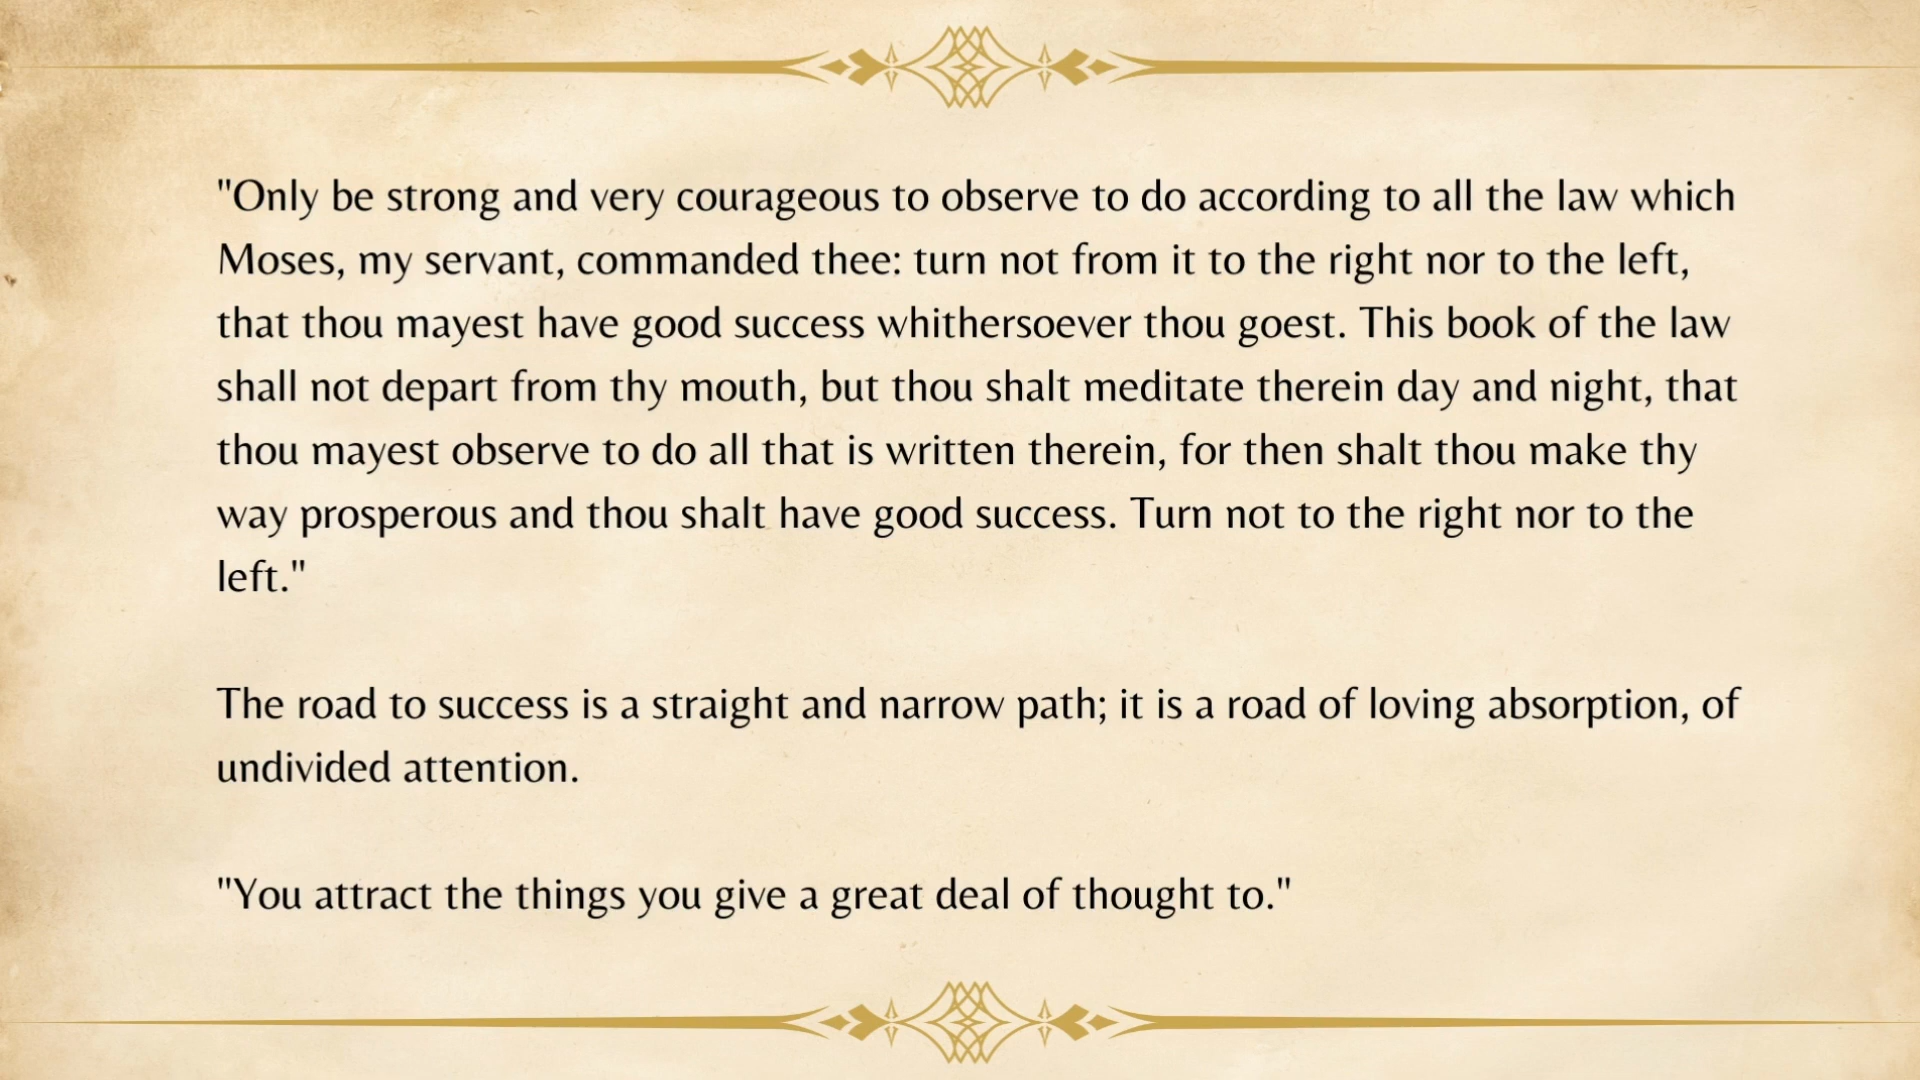 "Only be strong and very courageous to observe to do according to all the law which
Moses, my servant, commanded thee: turn not from it to the right nor to the left,
that thou mayest have good success whithersoever thou goest. This book of the law
shall not depart from thy mouth, but thou shalt meditate therein day and night, that
thou mayest observe to do all that is written therein, for then shalt thou make thy
way prosperous and thou shalt have good success. Turn not to the right nor to the
left."
The road to success is a straight and narrow path; it is a road of loving absorption, of
undivided attention.
"You attract the things you give a great deal of thought to."